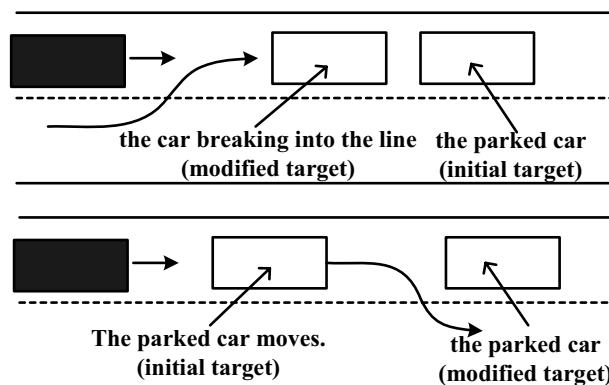 the car breaking into the line
(modified target)
the parked car
(initial target)
The parked car moves.
(initial target)
the parked car
(modified target)